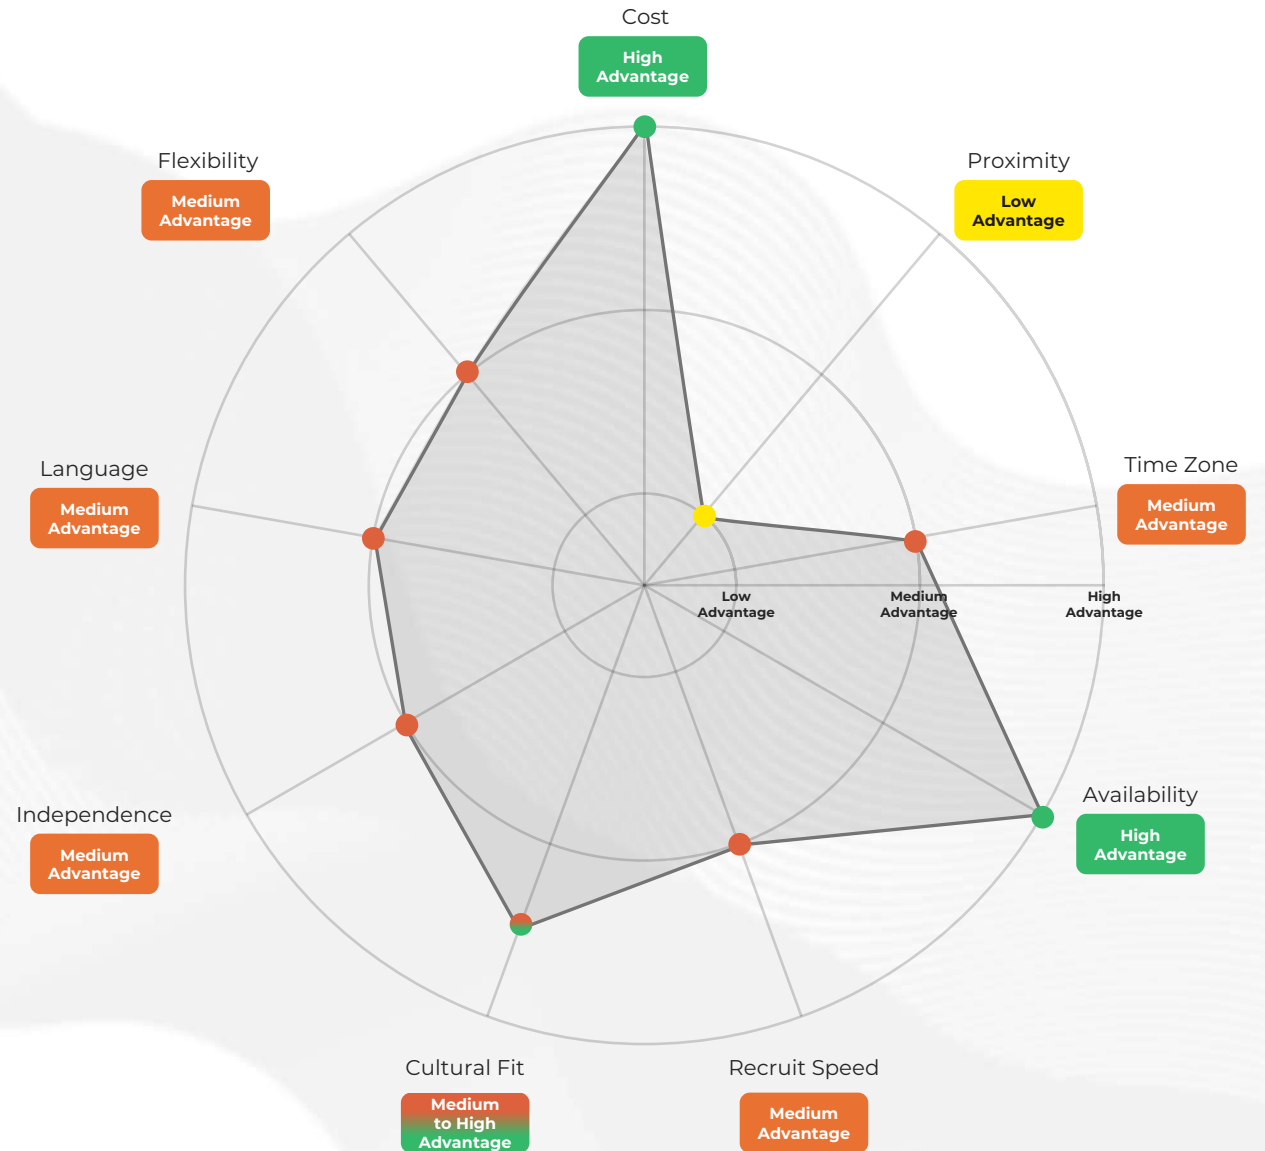 Cost
High
Advantage
Flexibility
Medium
Advantage
Proximity
Low
Advantage
Language
Medium
Advantage
Time Zone
Medium
Advantage
Low
Advantage
Medium
Advantage
High
Advantage
Independence
Medium
Advantage
Availability
High
Advantage
Cultural Fit
Medium
to High
Advantage
Recruit Speed
Medium
Advantage